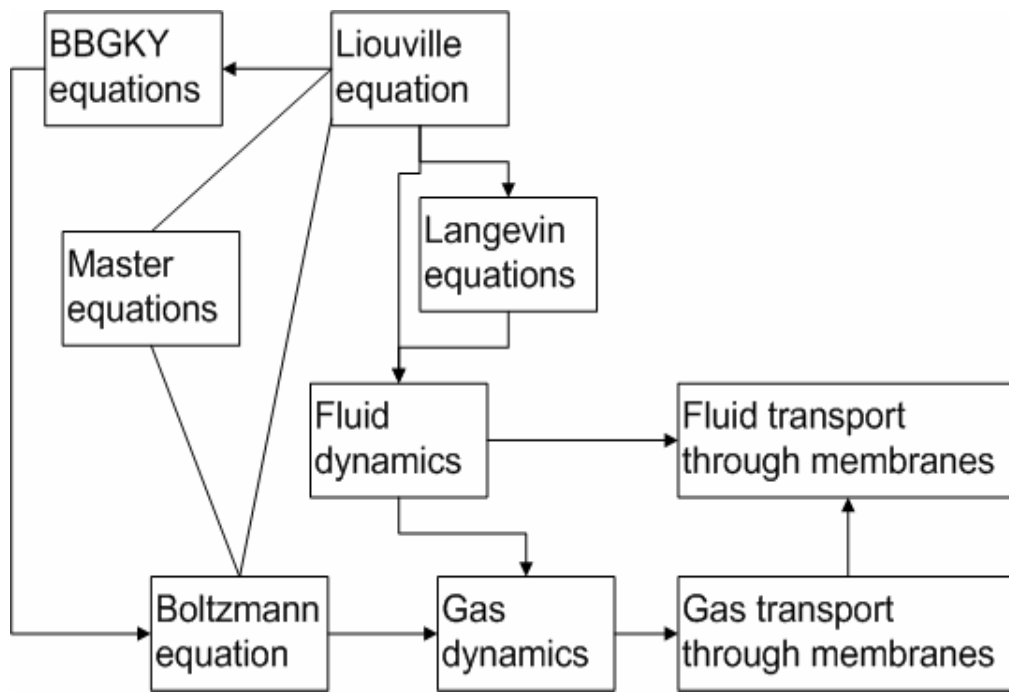 BBGKY
equations
Liouville
equation
Langevin
equations
Master
equations
Fluid
dynamics
Fluid transport
through membranes
Boltzmann
equation
Gas
dynamics
Gas transport
through membranes